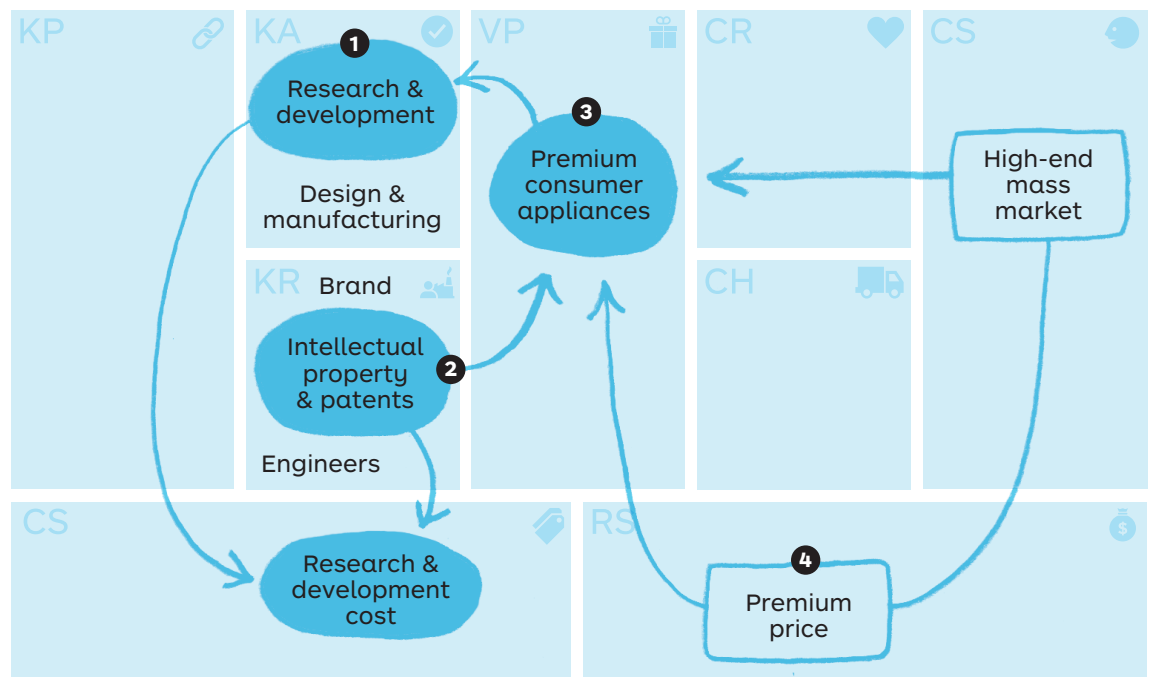 KP
KA
1
Research &
development
Design &
manufacturing
KR
Brand
Intellectual
property
& patents
2
Engineers
VP
3
Premium
consumer
appliances
CR
CH
CS
High-end
mass
market
CS
Research &
development
cost
RS
$
4
Premium
price